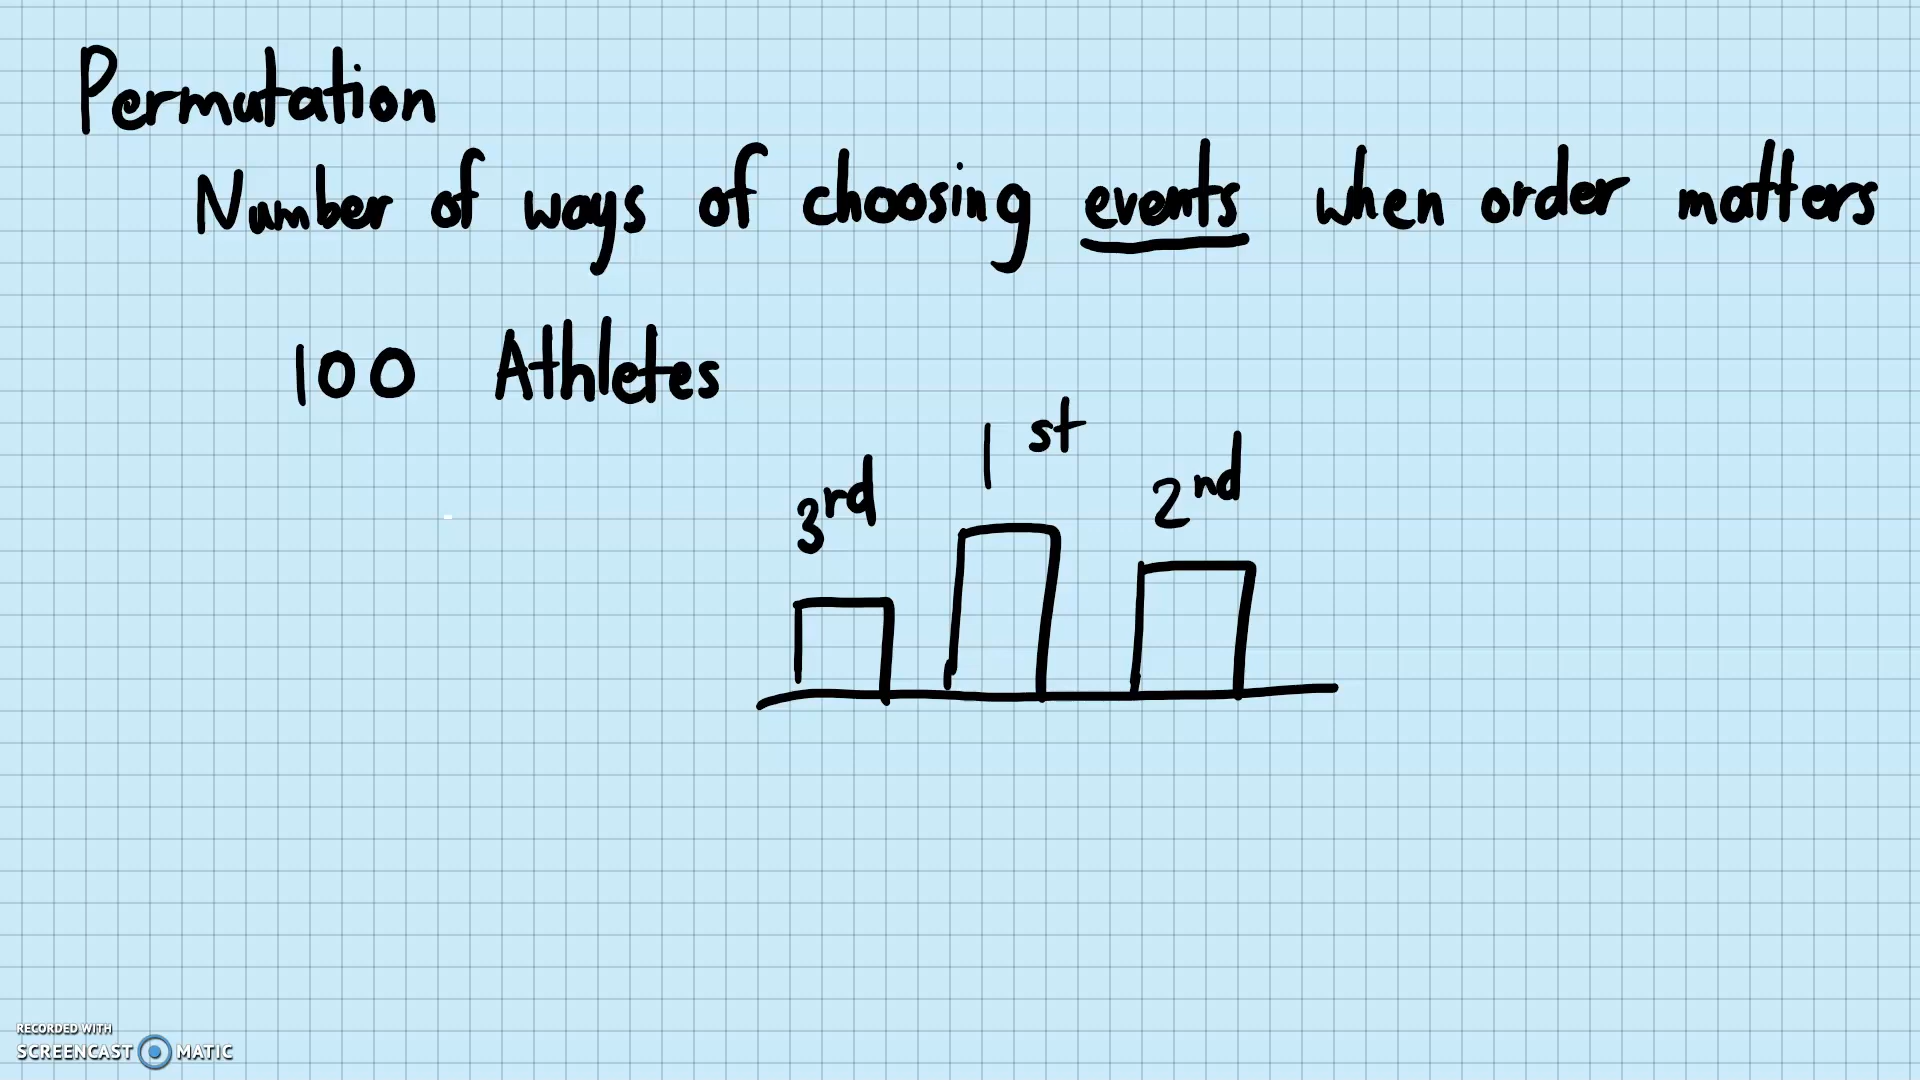 Permutation
Number of ways of choosing events when order matters
100 Athletes
3rd 1st 2nd
RECORDED WITH
SCREENCAST MATIC